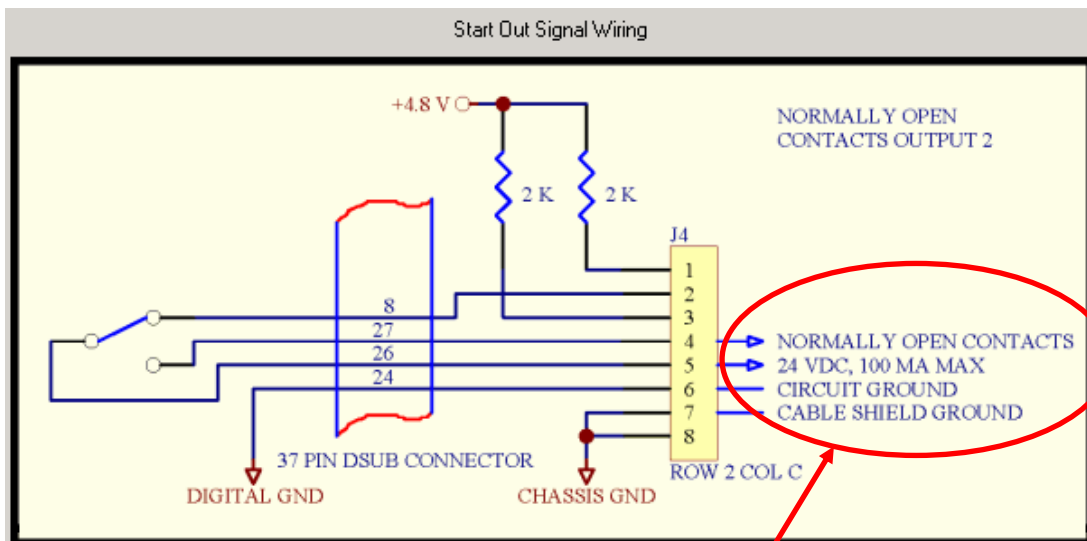 Start Out Signal Wiring
+4.8 V
NORMALLY OPEN
CONTACTS OUTPUT 2
2 K
2 K
J4
1
2
3
4
5
6
7
8
8
27
26
24
NORMALLY OPEN CONTACTS
24 VDC, 100 MA MAX
CIRCUIT GROUND
CABLE SHIELD GROUND
37 PIN DSUB CONNECTOR
ROW 2 COL C
DIGITAL GND
CHASSIS GND